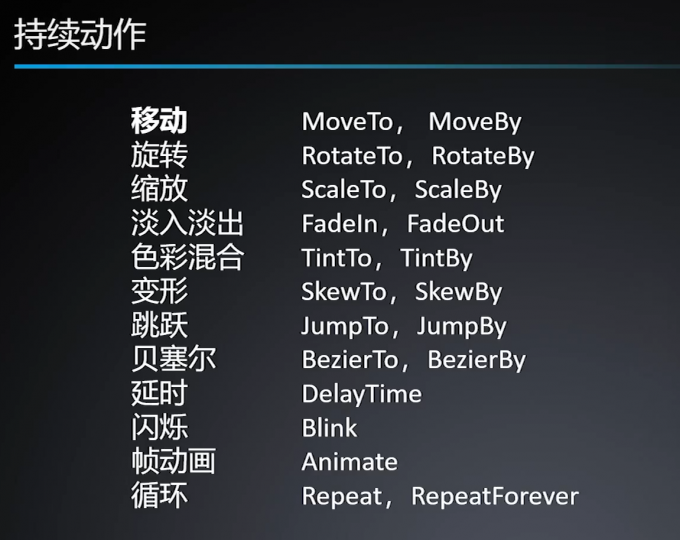 持续动作
移动 MoveTo， MoveBy
旋转 RotateTo，RotateBy
缩放 ScaleTo，ScaleBy
淡入淡出 FadeIn，FadeOut
色彩混合 TintTo，TintBy
变形 SkewTo，SkewBy
跳跃 JumpTo，JumpBy
贝塞尔 BezierTo，BezierBy
延时 DelayTime
闪烁 Blink
帧动画 Animate
循环 Repeat，RepeatForever